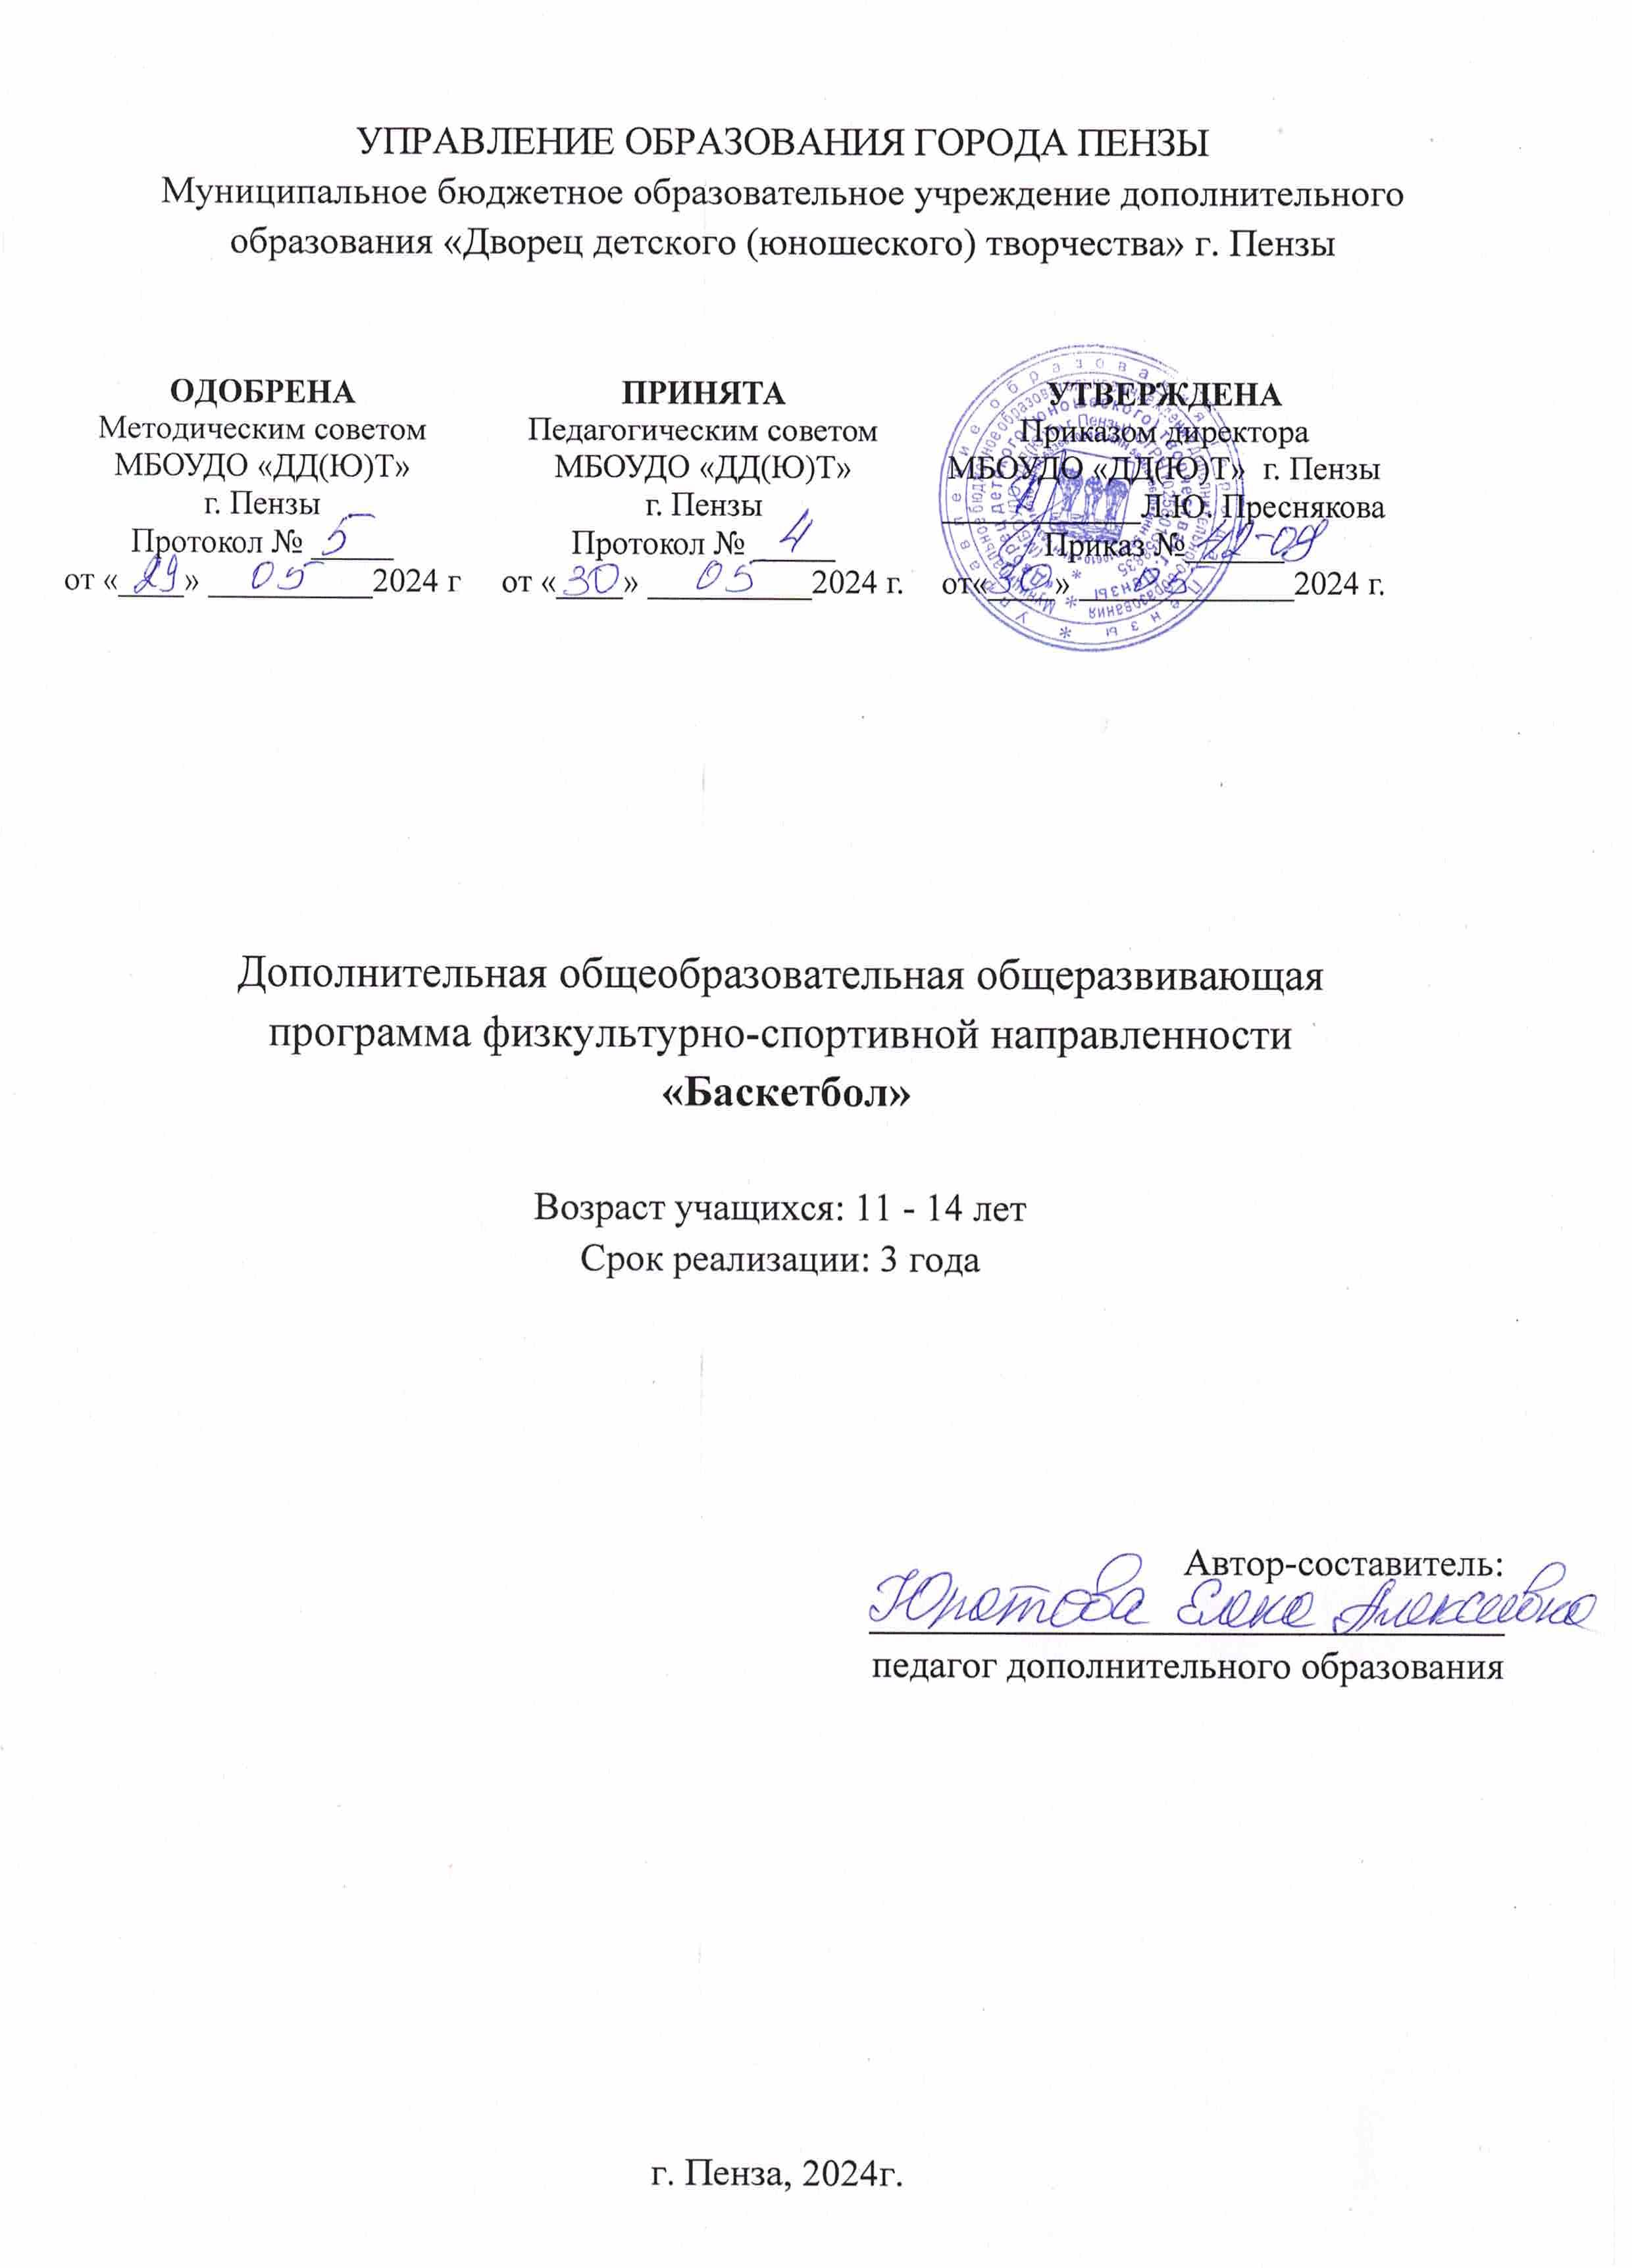 УПРАВЛЕНИЕ ОБРАЗОВАНИЯ ГОРОДА ПЕНЗЫ
Муниципальное бюджетное образовательное учреждение дополнительного
образования «Дворец детского (юношеского) творчества» г. Пензы
ОДОБРЕНА
Методическим советом
МБОУДО «ДД(Ю)Т»
г. Пензы
Протокол № 5
от «29» 05 2024 г
ПРИНЯТА
Педагогическим советом
МБОУДО «ДД(Ю)Т»
г. Пензы
Протокол № 4
от «30» 05 2024 г.
УТВЕРЖДЕНА
Приказом директора
МБОУДО «ДД(Ю)Т» г. Пензы
Л.Ю. Преснякова
Приказ №
от«30» 05 2024 г.
Дополнительная общеобразовательная общеразвивающая
программа физкультурно-спортивной направленности
«Баскетбол»
Возраст учащихся: 11 - 14 лет
Срок реализации: 3 года
Автор-составитель:
Елена Алексеевна
педагог дополнительного образования
г. Пенза, 2024г.